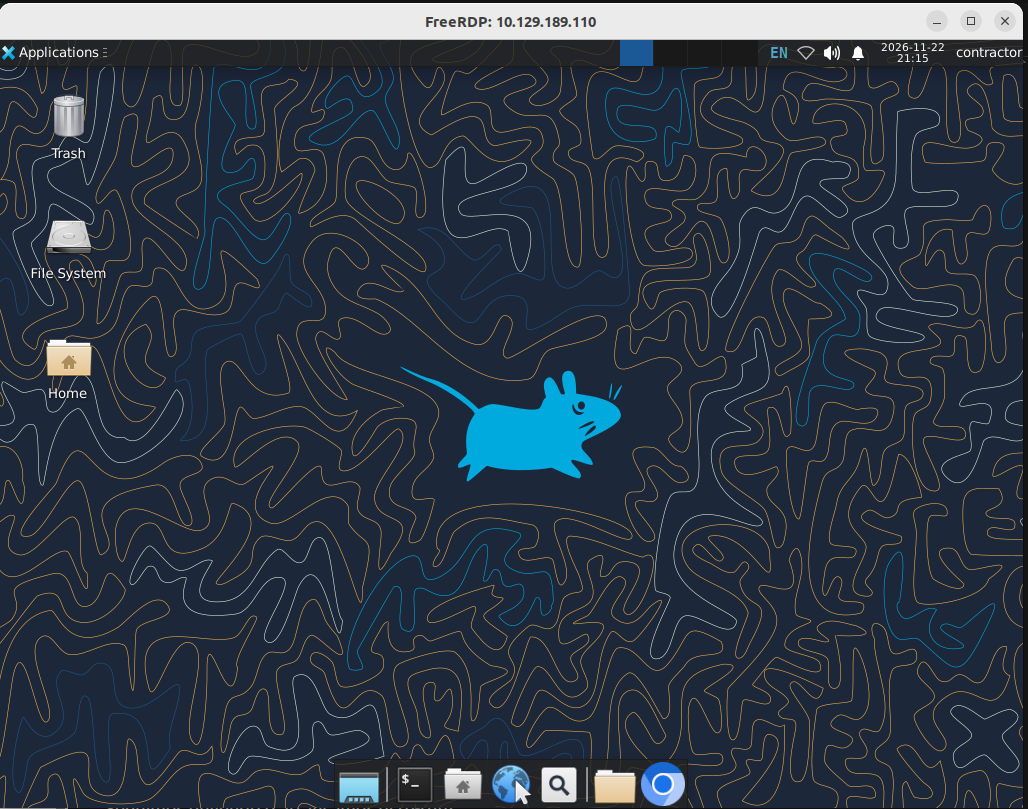 FreeRDP: 10.129.189.110
Applications
EN
2026-11-22
21:15
contractor
Trash
File System
Home
$_